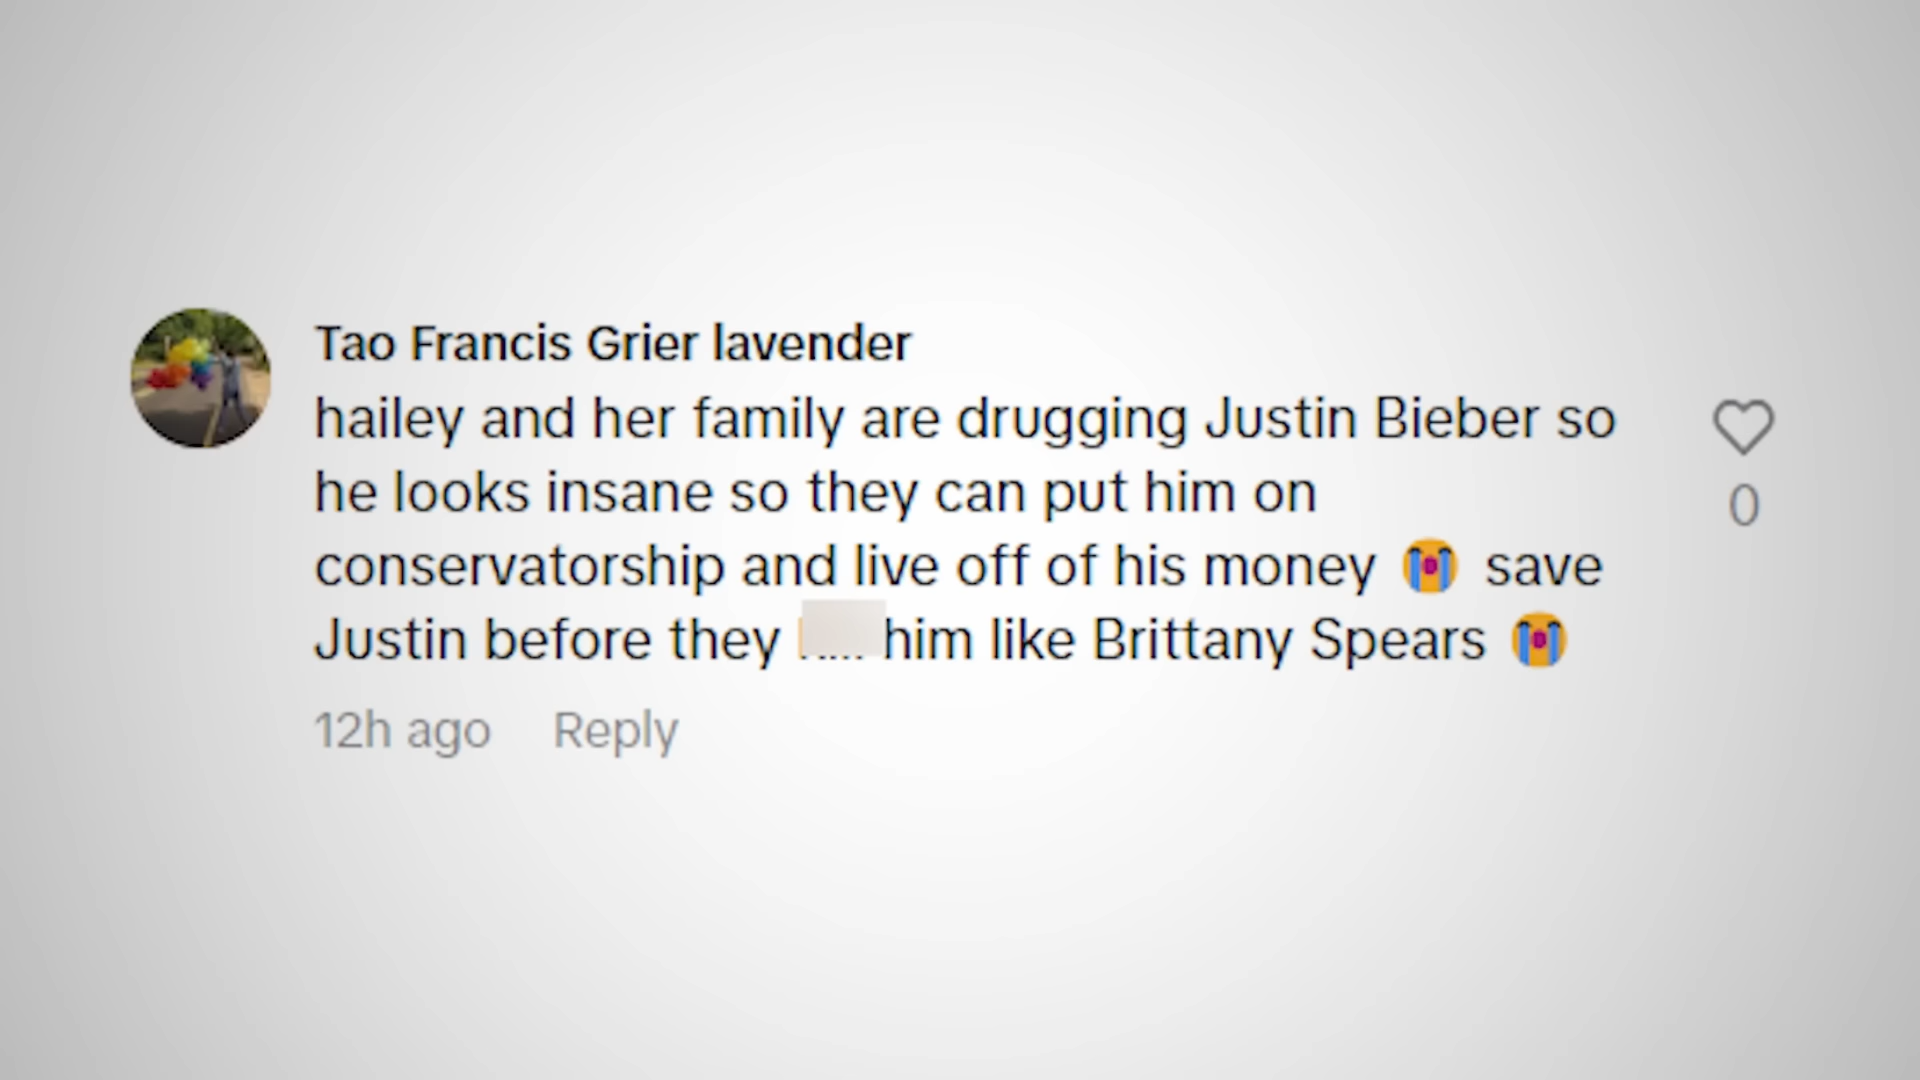 Tao Francis Grier lavender
hailey and her family are drugging Justin Bieber so
he looks insane so they can put him on
conservatorship and live off of his money 😭 save
Justin before they him like Brittany Spears 😭
0
12h ago Reply